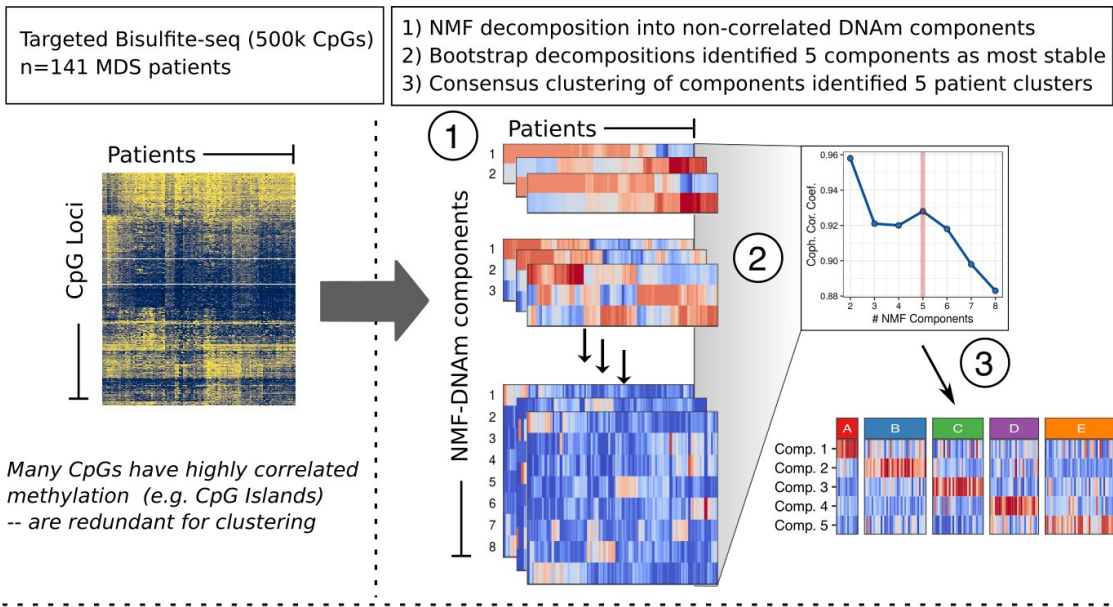 Targeted Bisulfite-seq (500k CpGs)
n=141 MDS patients
1) NMF decomposition into non-correlated DNAm components
2) Bootstrap decompositions identified 5 components as most stable
3) Consensus clustering of components identified 5 patient clusters
Patients
CpG Loci
Many CpGs have highly correlated
methylation (e.g. CpG Islands)
-- are redundant for clustering
1
Patients
NMF-DNAm components
1
2
1
2
3
1
2
3
4
5
6
7
8
2
0.96
0.94
0.92
0.90
0.88
Coph. Cor. Coef.
2 3 4 5 6 7 8
# NMF Components
3
A B C D E
Comp. 1
Comp. 2
Comp. 3
Comp. 4
Comp. 5